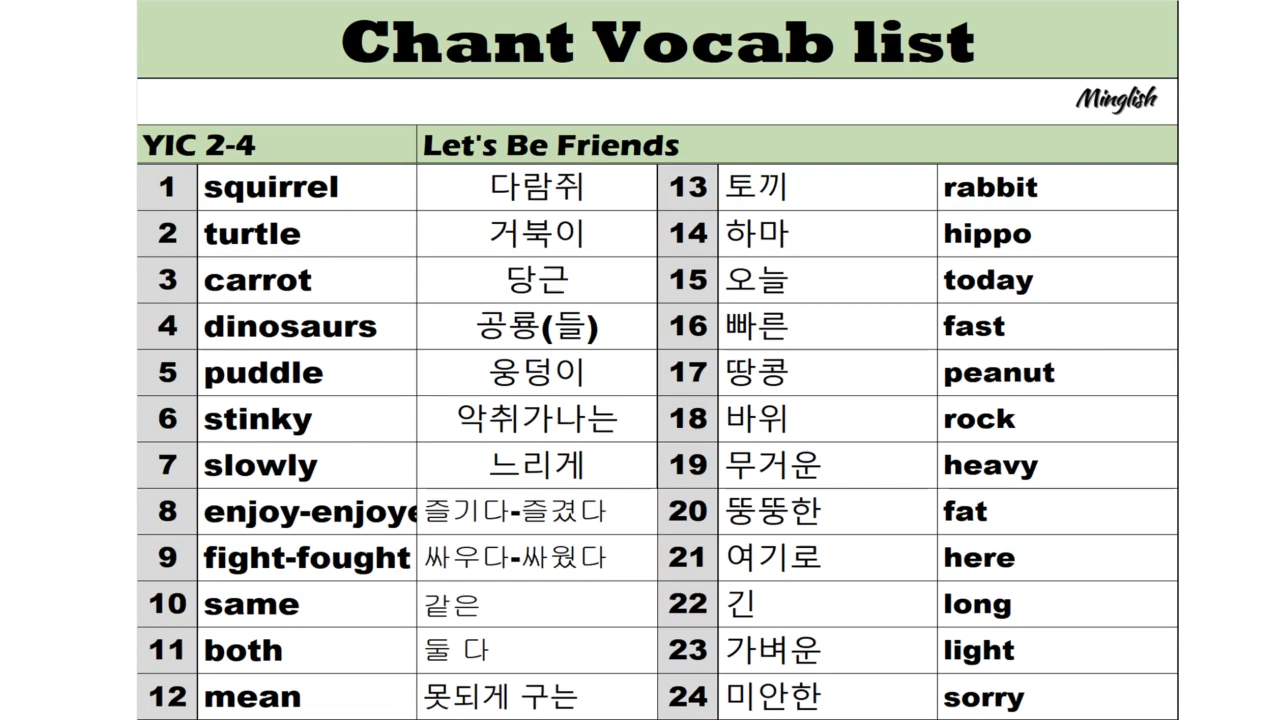 Chant Vocab list
Minglish
YIC 2-4 Let's Be Friends
1 squirrel 다람쥐 13 토끼 rabbit
2 turtle 거북이 14 하마 hippo
3 carrot 당근 15 오늘 today
4 dinosaurs 공룡(들) 16 빠른 fast
5 puddle 웅덩이 17 땅콩 peanut
6 stinky 악취가나는 18 바위 rock
7 slowly 느리게 19 무거운 heavy
8 enjoy-enjoye 즐기다-즐겼다 20 뚱뚱한 fat
9 fight-fought 싸우다-싸웠다 21 여기로 here
10 same 같은 22 긴 long
11 both 둘 다 23 가벼운 light
12 mean 못되게 구는 24 미안한 sorry